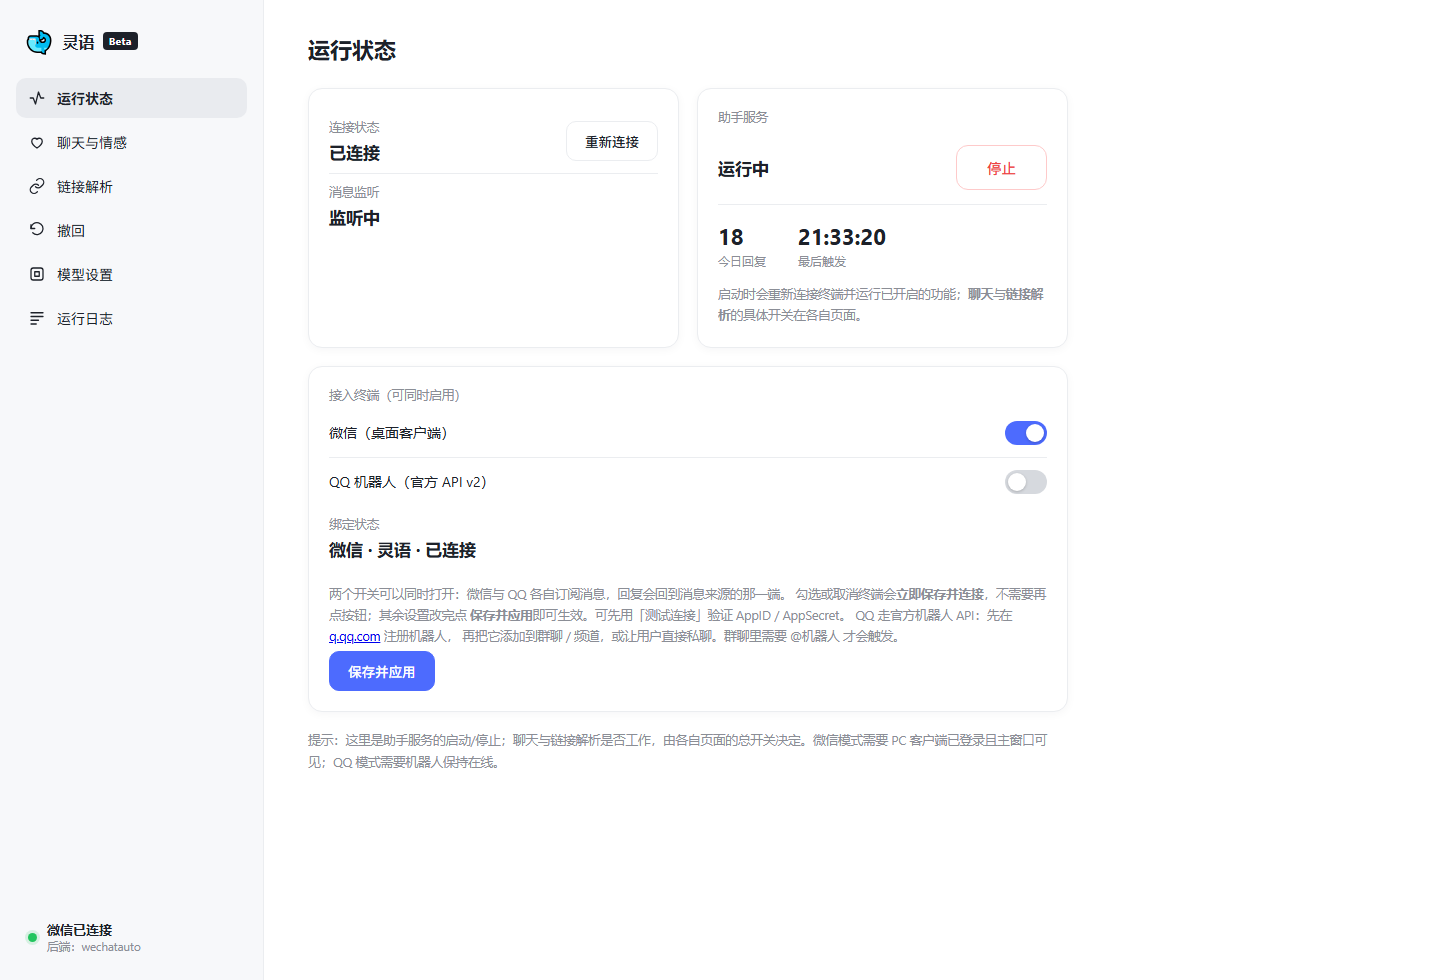 灵语 Beta
运行状态
聊天与情感
链接解析
撤回
模型设置
运行日志
微信已连接
后端：wechatauto
运行状态
连接状态
已连接
重新连接
消息监听
监听中
助手服务
运行中
停止
18
今日回复
21:33:20
最后触发
启动时会重新连接终端并运行已开启的功能；聊天与链接解
析的具体开关在各自页面。
接入终端（可同时启用）
微信（桌面客户端）
QQ 机器人（官方 API v2）
绑定状态
微信 · 灵语 · 已连接
两个开关可以同时打开：微信与 QQ 各自订阅消息，回复会回到消息来源的那一端。 勾选或取消终端会立即保存并连接，不需要再
点按钮；其余设置改完点 保存并应用即可生效。可先用「测试连接」验证 AppID / AppSecret。 QQ 走官方机器人 API：先在
q.qq.com 注册机器人， 再把它添加到群聊 / 频道，或让用户直接私聊。群聊里需要 @机器人 才会触发。
保存并应用
提示：这里是助手服务的启动/停止；聊天与链接解析是否工作，由各自页面的总开关决定。微信模式需要 PC 客户端已登录且主窗口可
见；QQ 模式需要机器人保持在线。